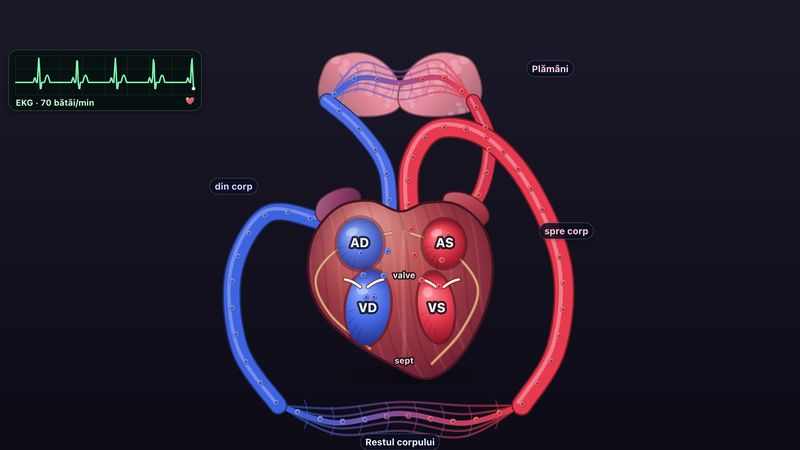 EKG · 70 bătăi/min
Plămâni
din corp
spre corp
AD
AS
valve
VD
VS
sept
Restul corpului